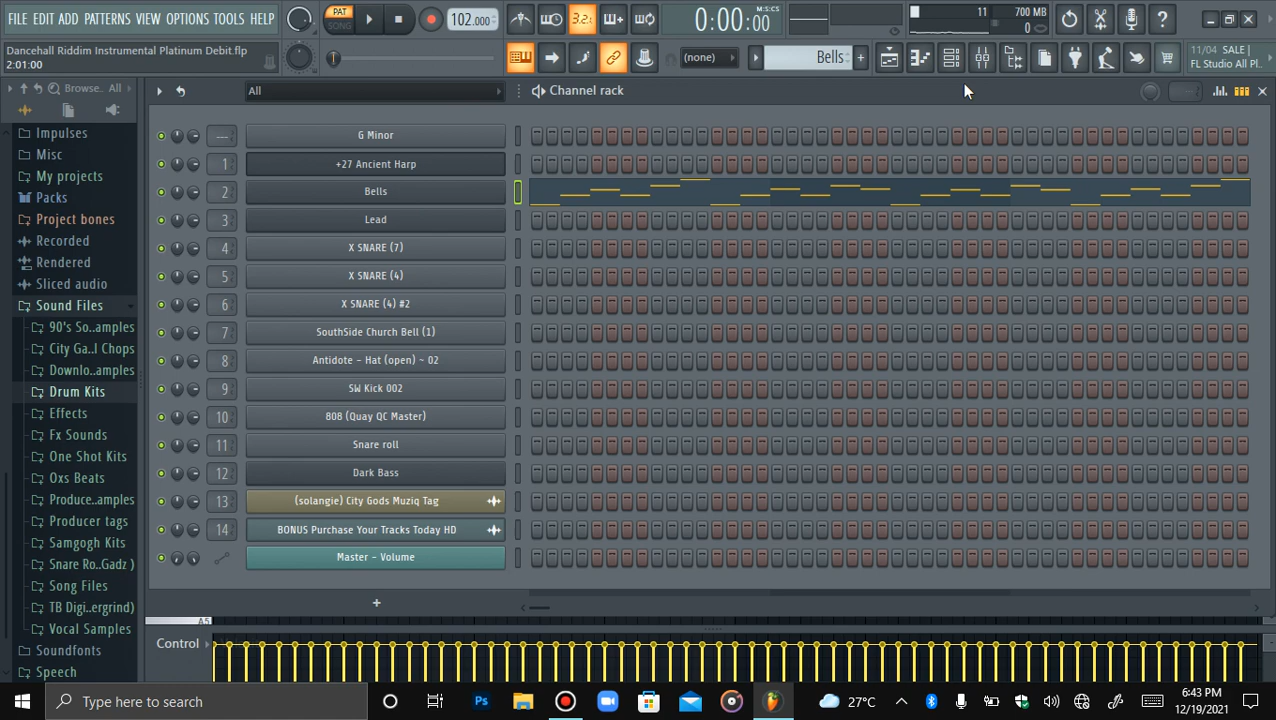 FILE EDIT ADD PATTERNS VIEW OPTIONS TOOLS HELP
PAT
SONG
102.000
3.2
0:00:00
M:S:CS
11
700 MB
0
Dancehall Riddim Instrumental Platinum Debit.flp
2:01:00
(none)
Bells
11/04 SALE |
FL Studio All Pl
Browse..
All
All
Channel rack
Impulses
Misc
My projects
Packs
Project bones
Recorded
Rendered
Sliced audio
Sound Files
90's So..amples
City Ga..l Chops
Downlo..amples
Drum Kits
Effects
Fx Sounds
One Shot Kits
Oxs Beats
Produce..amples
Producer tags
Samgogh Kits
Snare Ro..Gadz )
Song Files
TB Digi...ergrind)
Vocal Samples
Soundfonts
Speech
--- G Minor
1 +27 Ancient Harp
2 Bells
3 Lead
4 X SNARE (7)
5 X SNARE (4)
6 X SNARE (4) #2
7 SouthSide Church Bell (1)
8 Antidote - Hat (open) ~ 02
9 SW Kick 002
10 808 (Quay QC Master)
11 Snare roll
12 Dark Bass
13 (solangie) City Gods Muziq Tag
14 BONUS Purchase Your Tracks Today HD
Master - Volume
+
A5
Control
Type here to search
Ps
27°C
6:43 PM
12/19/2021